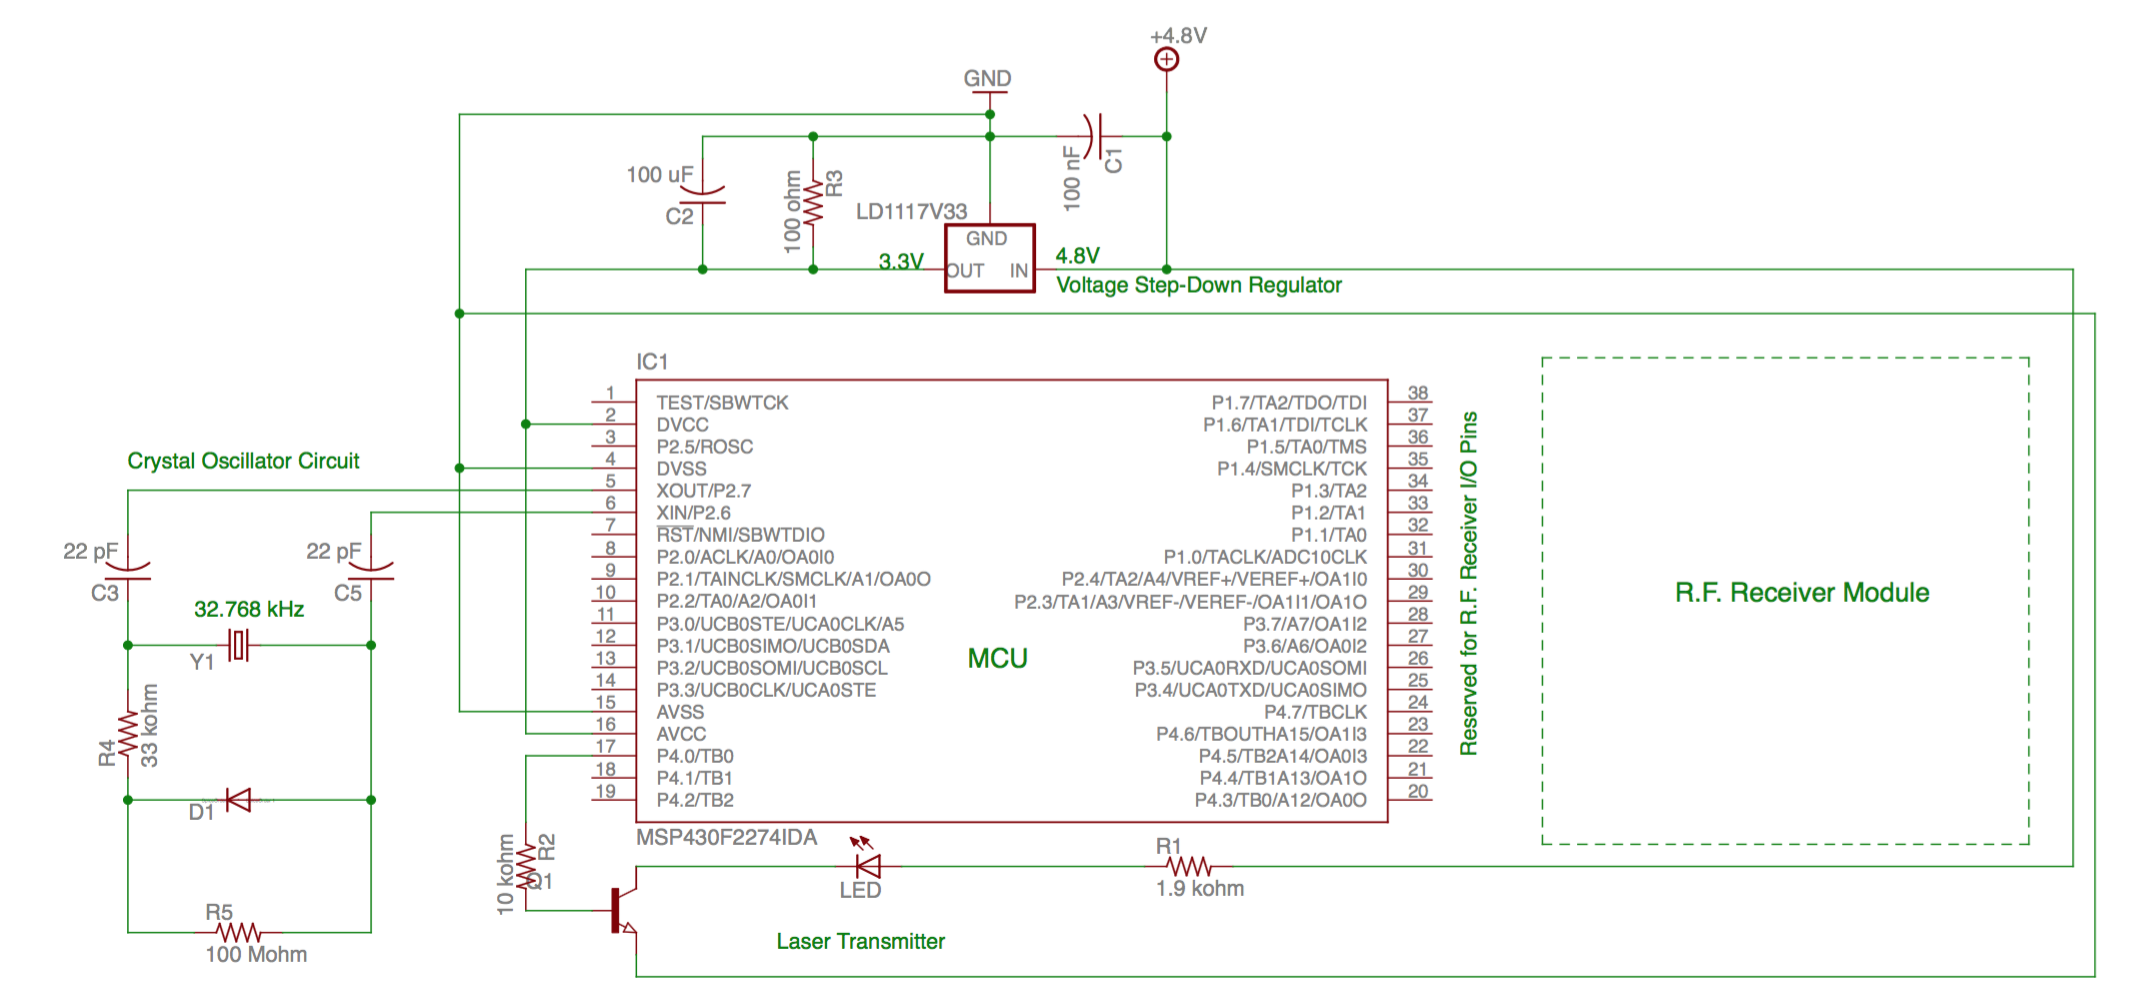 +4.8V
GND
100 uF
C2
100 ohm
R3
100 nF
C1
LD1117V33
GND
3.3V
OUT
IN
4.8V
Voltage Step-Down Regulator
IC1
1 TEST/SBWTCK
2 DVCC
3 P2.5/ROSC
4 DVSS
5 XOUT/P2.7
6 XIN/P2.6
7 RST/NMI/SBWTDIO
8 P2.0/ACLK/A0/OA0I0
9 P2.1/TAINCLK/SMCLK/A1/OA0O
10 P2.2/TA0/A2/OA0I1
11 P3.0/UCB0STE/UCA0CLK/A5
12 P3.1/UCB0SIMO/UCB0SDA
13 P3.2/UCB0SOMI/UCB0SCL
14 P3.3/UCB0CLK/UCA0STE
15 AVSS
16 AVCC
17 P4.0/TB0
18 P4.1/TB1
19 P4.2/TB2
P1.7/TA2/TDO/TDI 38
P1.6/TA1/TDI/TCLK 37
P1.5/TA0/TMS 36
P1.4/SMCLK/TCK 35
P1.3/TA2 34
P1.2/TA1 33
P1.1/TA0 32
P1.0/TACLK/ADC10CLK 31
P2.4/TA2/A4/VREF+/VEREF+/OA1I0 30
P2.3/TA1/A3/VREF-/VEREF-/OA1I1/OA1O 29
P3.7/A7/OA1I2 28
P3.6/A6/OA0I2 27
P3.5/UCA0RXD/UCA0SOMI 26
P3.4/UCA0TXD/UCA0SIMO 25
P4.7/TBCLK 24
P4.6/TBOUTHA15/OA1I3 23
P4.5/TB2A14/OA0I3 22
P4.4/TB1A13/OA1O 21
P4.3/TB0/A12/OA0O 20
MCU
MSP430F2274IDA
Reserved for R.F. Receiver I/O Pins
R.F. Receiver Module
Crystal Oscillator Circuit
22 pF
C3
22 pF
C5
32.768 kHz
Y1
R4
33 kohm
D1
R5
100 Mohm
10 kohm
R2
Q1
LED
R1
1.9 kohm
Laser Transmitter